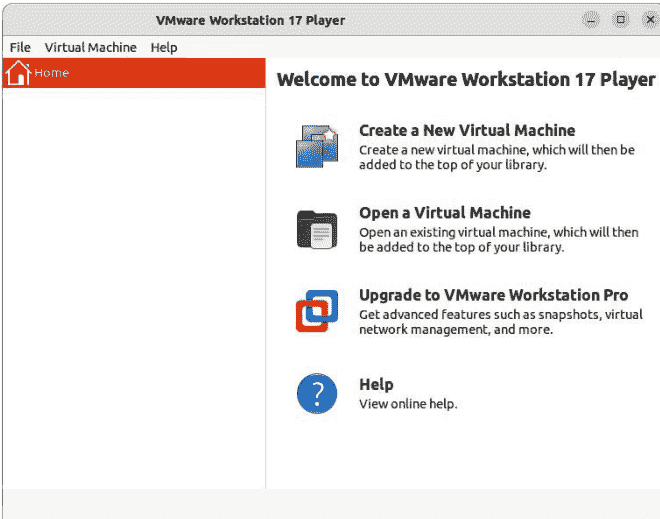 VMware Workstation 17 Player
File Virtual Machine Help
Home
Welcome to VMware Workstation 17 Player
Create a New Virtual Machine
Create a new virtual machine, which will then be
added to the top of your library.
Open a Virtual Machine
Open an existing virtual machine, which will then
be added to the top of your library.
Upgrade to VMware Workstation Pro
Get advanced features such as snapshots, virtual
network management, and more.
?
Help
View online help.